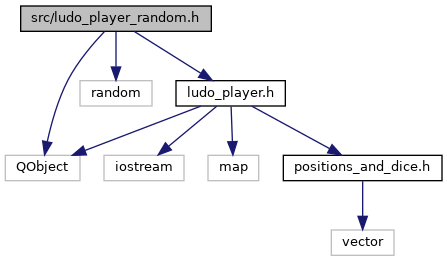 src/ludo_player_random.h
random
ludo_player.h
QObject
iostream
map
positions_and_dice.h
vector